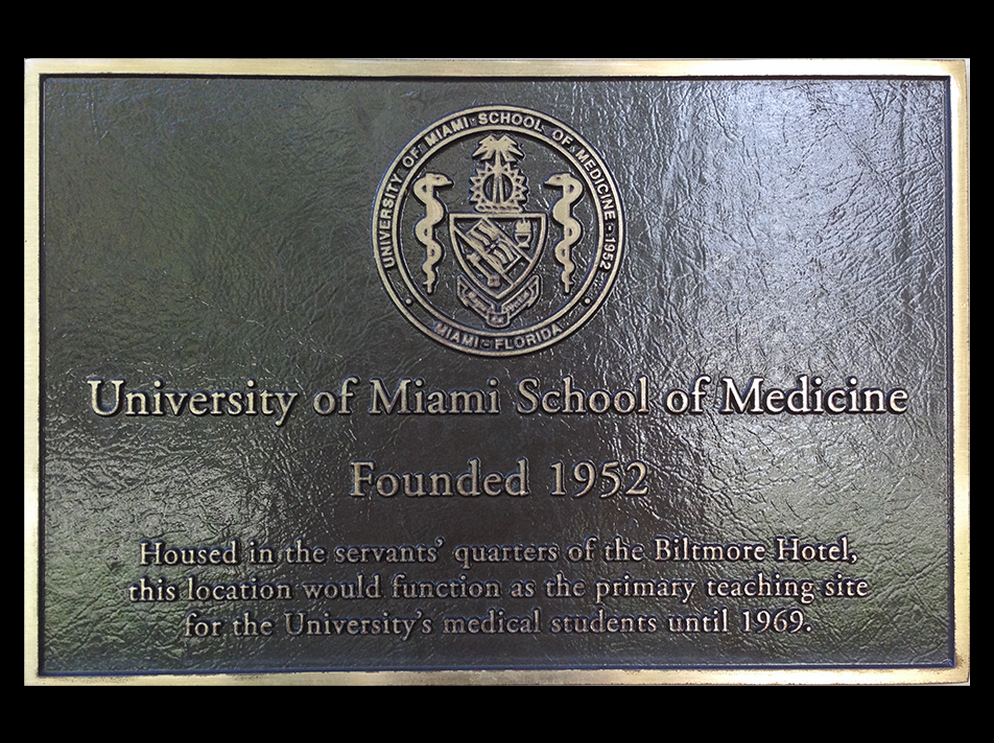 UNIVERSITY OF MIAMI SCHOOL OF MEDICINE · 1952
MIAMI - FLORIDA
University of Miami School of Medicine
Founded 1952
Housed in the servants’ quarters of the Biltmore Hotel,
this location would function as the primary teaching site
for the University’s medical students until 1969.